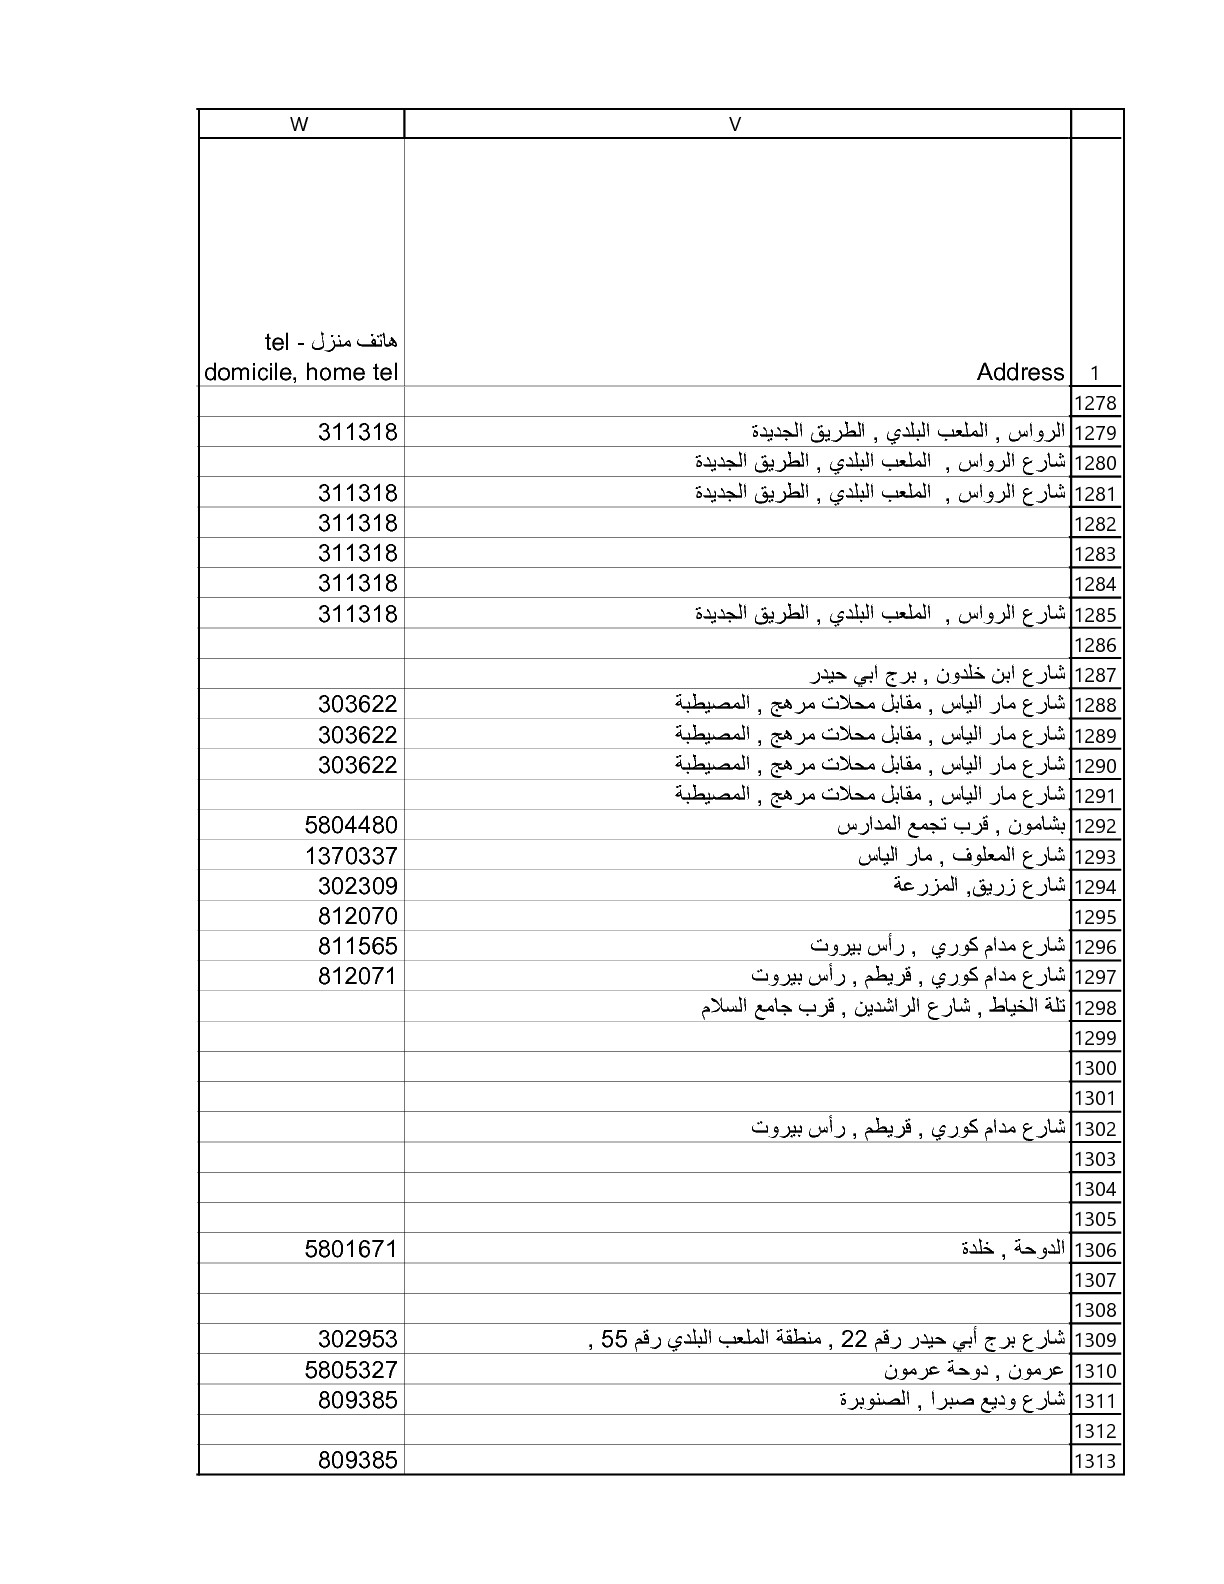 V W
هاتف منزل - tel
1 Address domicile, home tel
1278
1279 الرواس , الملعب البلدي , الطريق الجديدة 311318
1280 شارع الرواس , الملعب البلدي , الطريق الجديدة
1281 شارع الرواس , الملعب البلدي , الطريق الجديدة 311318
1282 311318
1283 311318
1284 311318
1285 شارع الرواس , الملعب البلدي , الطريق الجديدة 311318
1286
1287 شارع ابن خلدون , برج ابي حيدر
1288 شارع مار الياس , مقابل محلات مرهج , المصيطبة 303622
1289 شارع مار الياس , مقابل محلات مرهج , المصيطبة 303622
1290 شارع مار الياس , مقابل محلات مرهج , المصيطبة 303622
1291 شارع مار الياس , مقابل محلات مرهج , المصيطبة
1292 بشامون , قرب تجمع المدارس 5804480
1293 شارع المعلوف , مار الياس 1370337
1294 شارع زريق, المزرعة 302309
1295 812070
1296 شارع مدام كوري , رأس بيروت 811565
1297 شارع مدام كوري , قريطم , رأس بيروت 812071
1298 تلة الخياط , شارع الراشدين , قرب جامع السلام
1299
1300
1301
1302 شارع مدام كوري , قريطم , رأس بيروت
1303
1304
1305
1306 الدوحة , خلدة 5801671
1307
1308
1309 شارع برج أبي حيدر رقم 22 , منطقة الملعب البلدي رقم 55 , 302953
1310 عرمون , دوحة عرمون 5805327
1311 شارع وديع صبرا , الصنوبرة 809385
1312
1313 809385